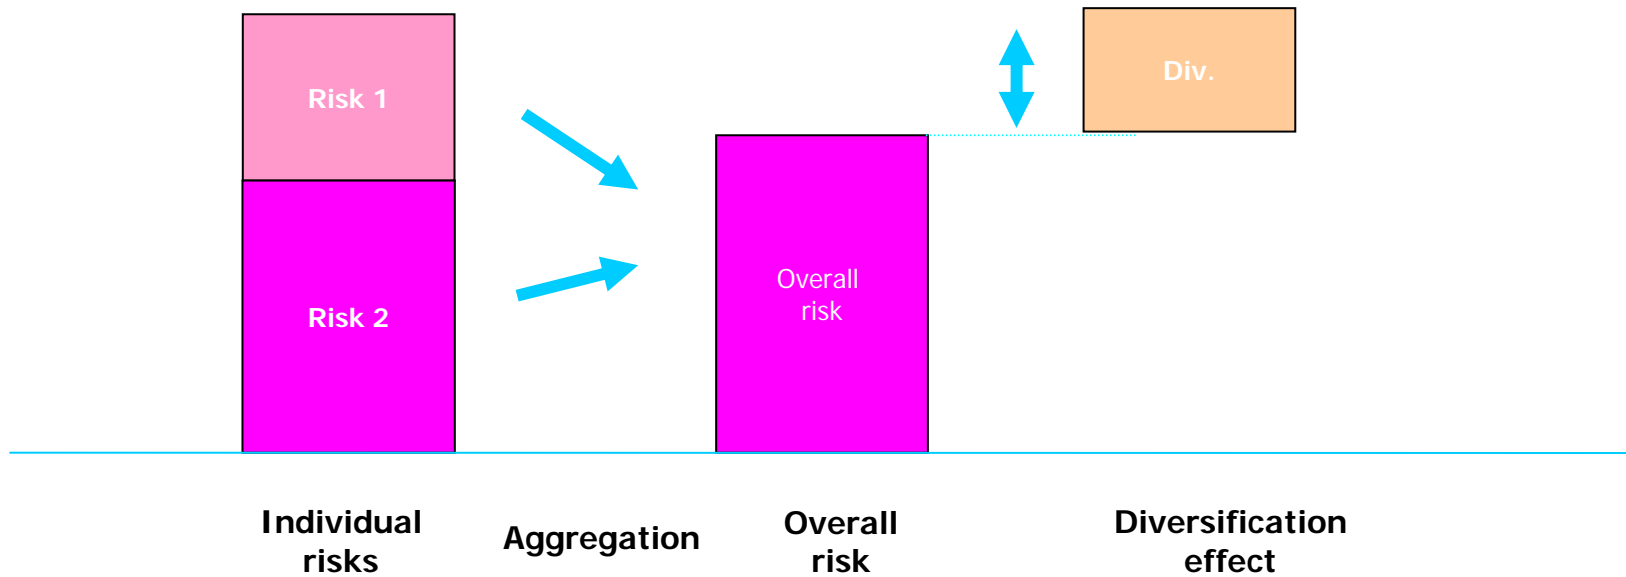 Risk 1
Div.
Overall
risk
Risk 2
Individual
risks
Aggregation
Overall
risk
Diversification
effect